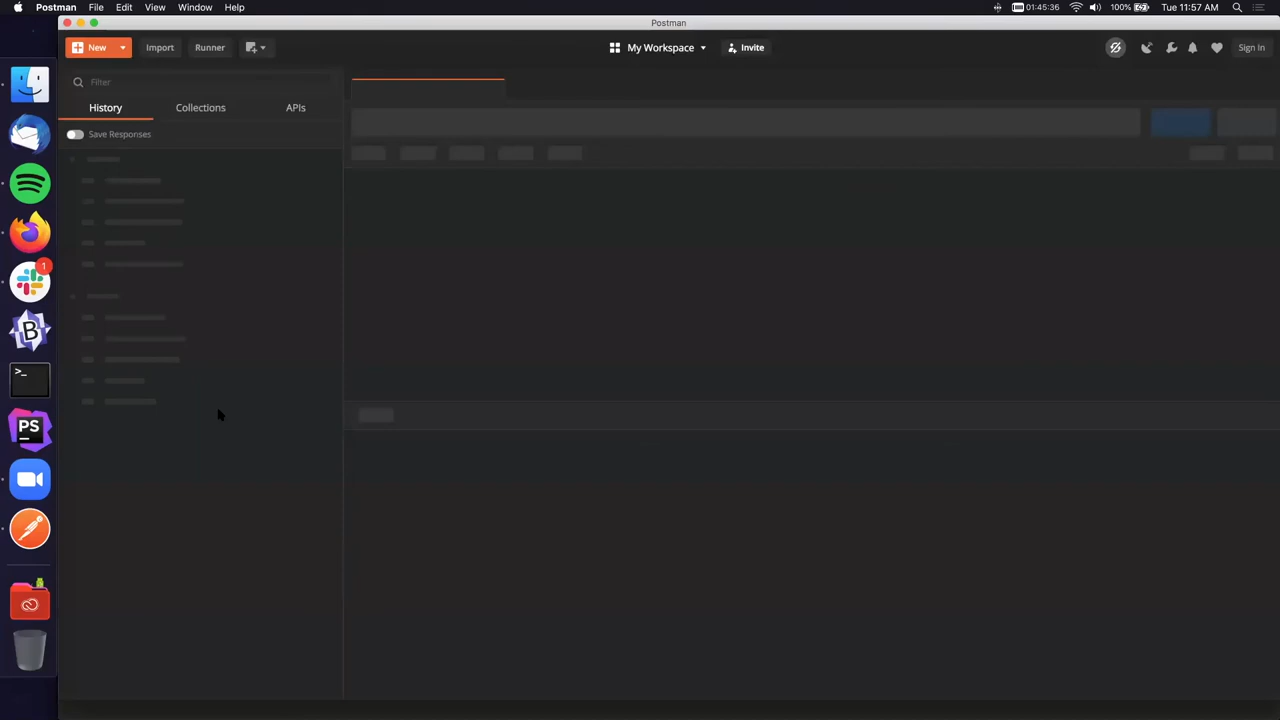 Postman File Edit View Window Help 01:45:36 100% Tue 11:57 AM
Postman
New Import Runner My Workspace Invite Sign In
Filter
History Collections APIs
Save Responses
1
B
>_
PS